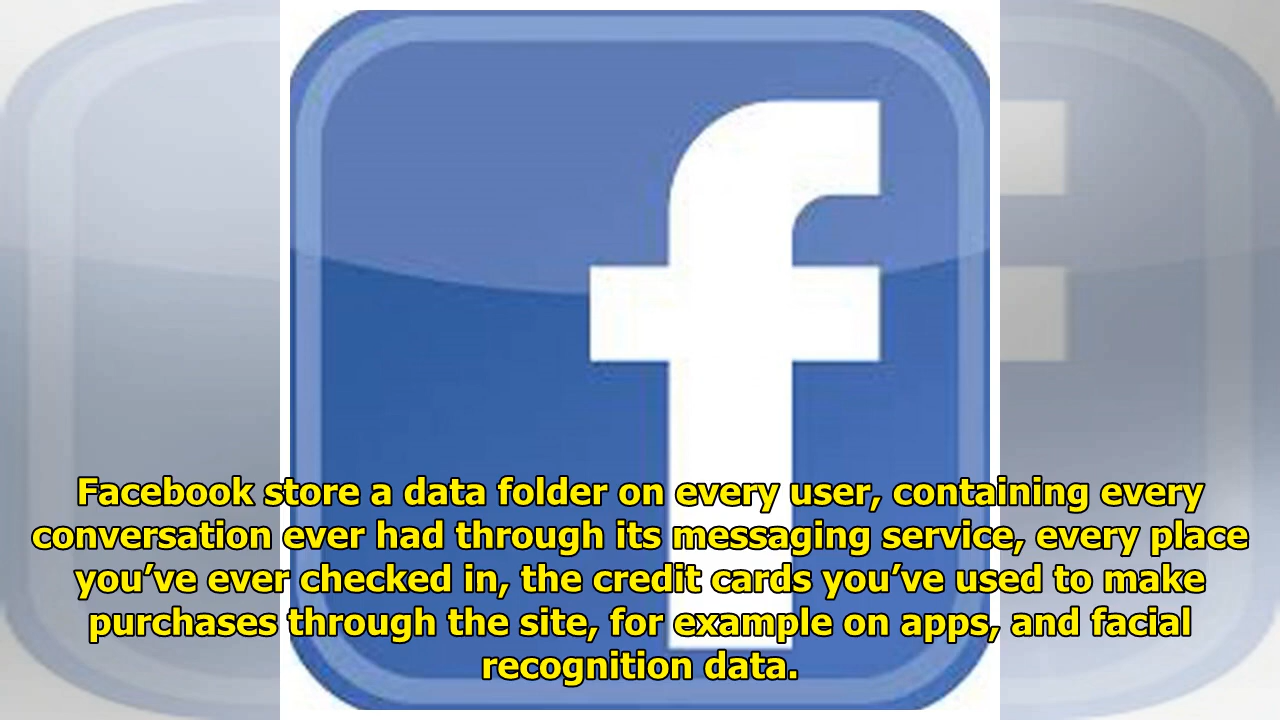 Facebook store a data folder on every user, containing every
conversation ever had through its messaging service, every place
you’ve ever checked in, the credit cards you’ve used to make
purchases through the site, for example on apps, and facial
recognition data.